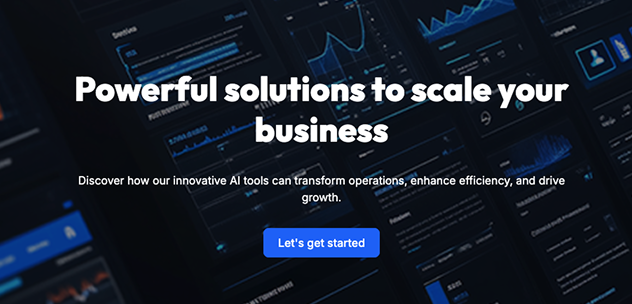 Powerful solutions to scale your
business
Discover how our innovative AI tools can transform operations, enhance efficiency, and drive
growth.
Let's get started